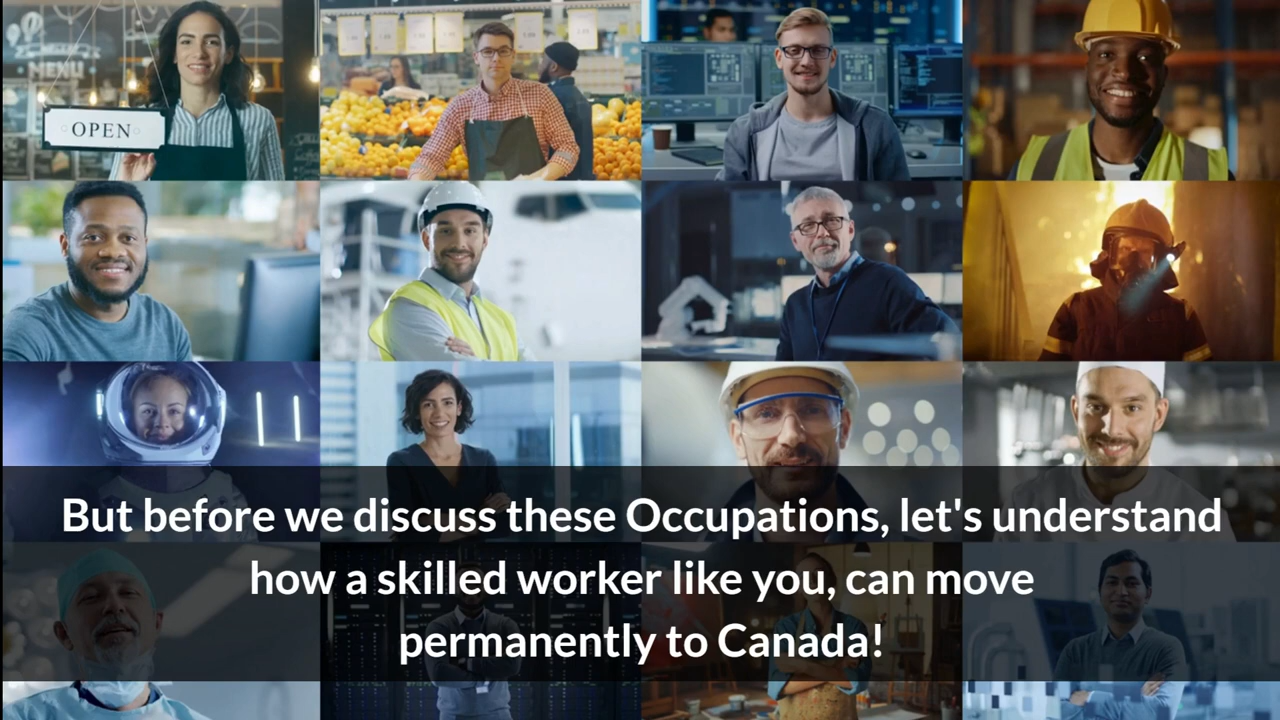 MENU
OPEN
But before we discuss these Occupations, let's understand
how a skilled worker like you, can move
permanently to Canada!